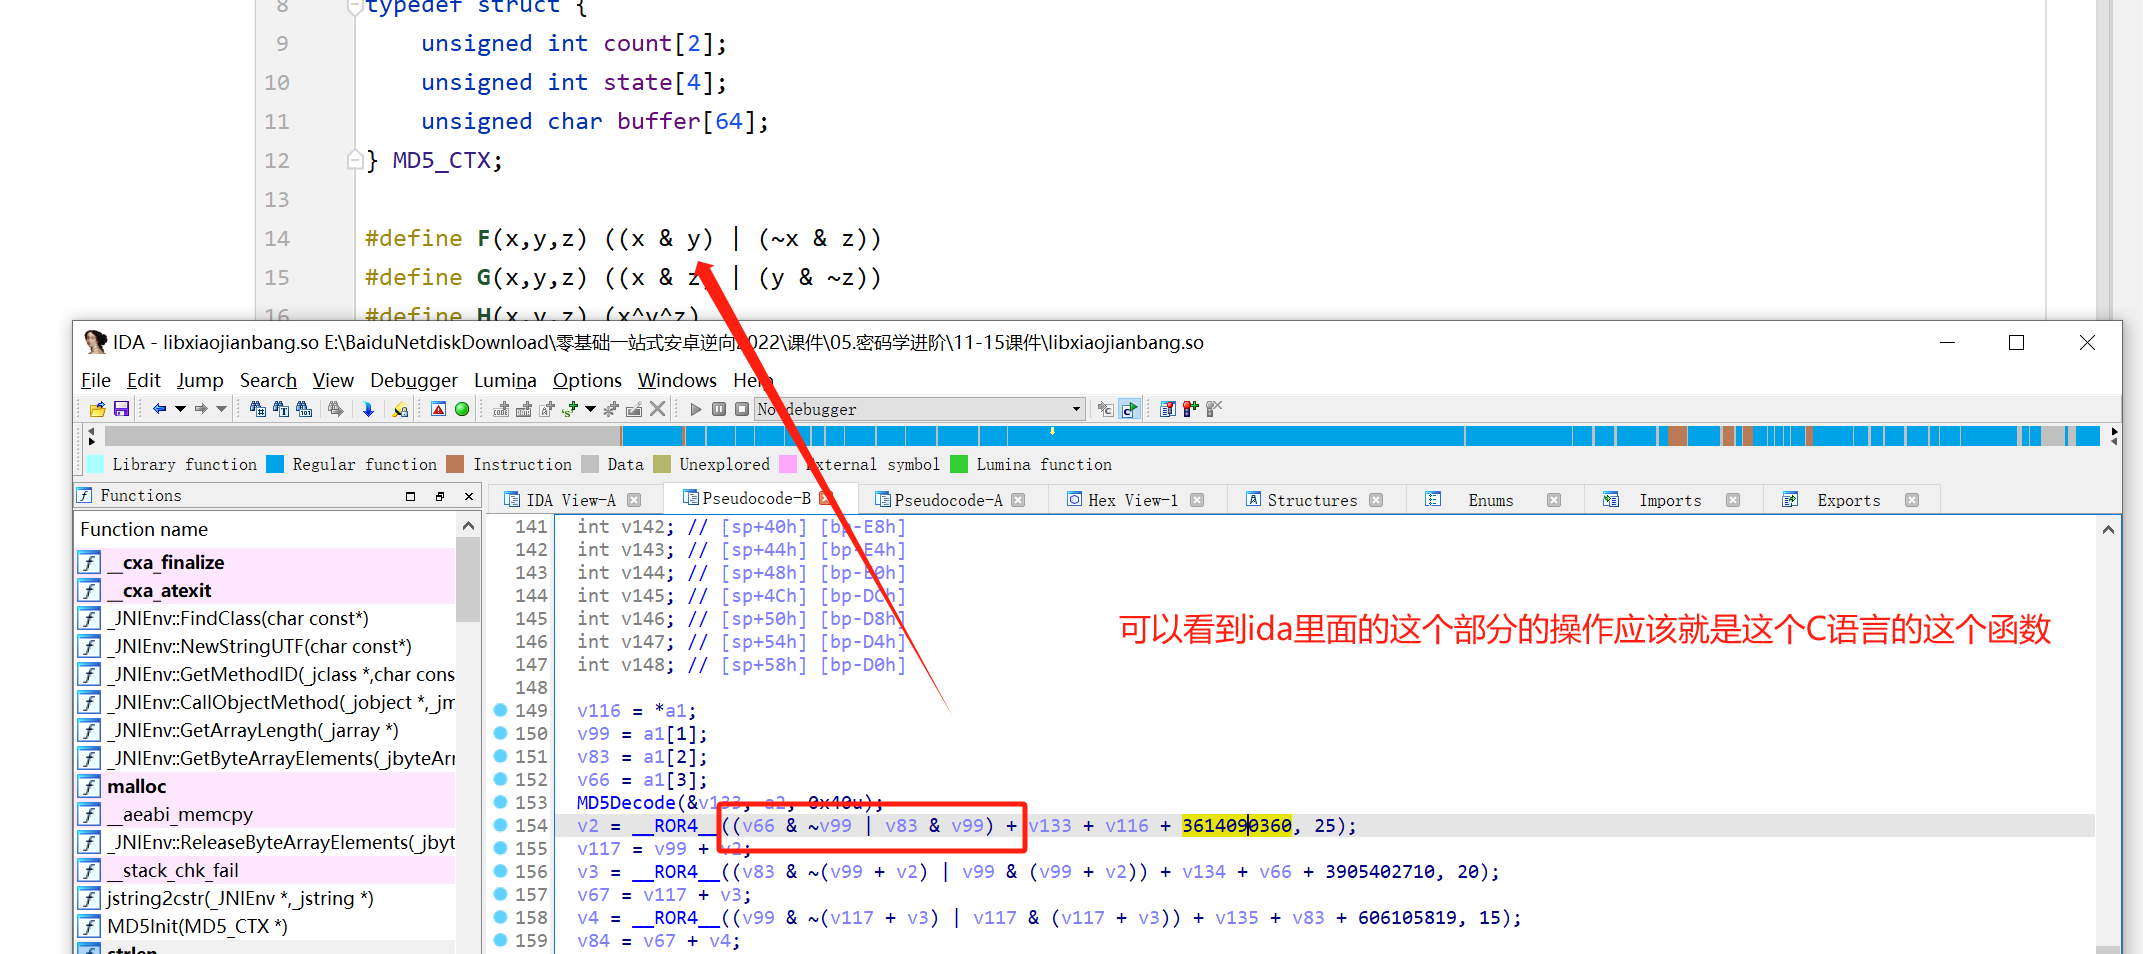 8 typedef struct {
9 unsigned int count[2];
10 unsigned int state[4];
11 unsigned char buffer[64];
12 } MD5_CTX;
13
14 #define F(x,y,z) ((x & y) | (~x & z))
15 #define G(x,y,z) ((x & z) | (y & ~z))
16 #define H(x,y,z) (x^y^z)
IDA - libxiaojianbang.so E:\BaiduNetdiskDownload\零基础一站式安卓逆向2022\课件\05.密码学进阶\11-15课件\libxiaojianbang.so
File Edit Jump Search View Debugger Lumina Options Windows Help
No debugger
Library function Regular function Instruction Data Unexplored External symbol Lumina function
Functions
IDA View-A Pseudocode-B Pseudocode-A Hex View-1 Structures Enums Imports Exports
Function name
__cxa_finalize
__cxa_atexit
_JNIEnv::FindClass(char const*)
_JNIEnv::NewStringUTF(char const*)
_JNIEnv::GetMethodID(_jclass *,char cons
_JNIEnv::CallObjectMethod(_jobject *,_jm
_JNIEnv::GetArrayLength(_jarray *)
_JNIEnv::GetByteArrayElements(_jbyteArr
malloc
__aeabi_memcpy
_JNIEnv::ReleaseByteArrayElements(_jbyt
__stack_chk_fail
jstring2cstr(_JNIEnv *,_jstring *)
MD5Init(MD5_CTX *)
strlen
141 int v142; // [sp+40h] [bp-E8h]
142 int v143; // [sp+44h] [bp-E4h]
143 int v144; // [sp+48h] [bp-E0h]
144 int v145; // [sp+4Ch] [bp-DCh]
145 int v146; // [sp+50h] [bp-D8h]
146 int v147; // [sp+54h] [bp-D4h]
147 int v148; // [sp+58h] [bp-D0h]
148
149 v116 = *a1;
150 v99 = a1[1];
151 v83 = a1[2];
152 v66 = a1[3];
153 MD5Decode(&v133, a2, 0x40u);
154 v2 = __ROR4__((v66 & ~v99 | v83 & v99) + v133 + v116 + 3614090360, 25);
155 v117 = v99 + v2;
156 v3 = __ROR4__((v83 & ~(v99 + v2) | v99 & (v99 + v2)) + v134 + v66 + 3905402710, 20);
157 v67 = v117 + v3;
158 v4 = __ROR4__((v99 & ~(v117 + v3) | v117 & (v117 + v3)) + v135 + v83 + 606105819, 15);
159 v84 = v67 + v4;
可以看到ida里面的这个部分的操作应该就是这个C语言的这个函数